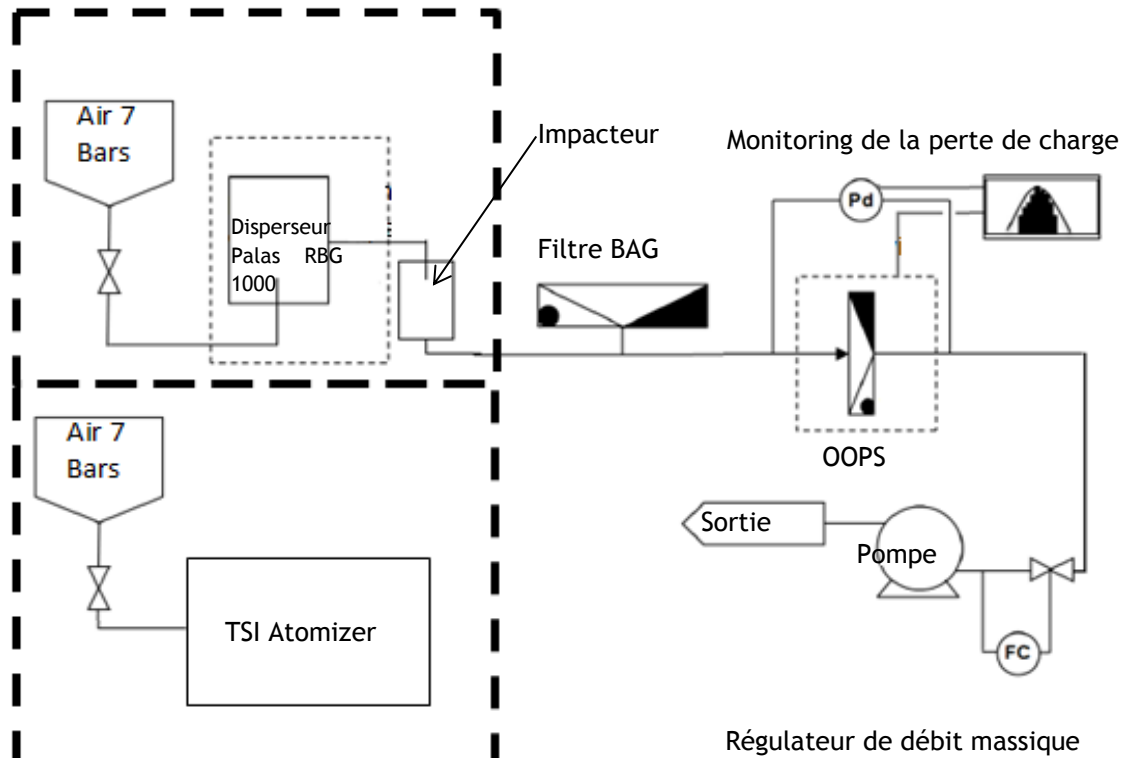 Air 7
Bars
Disperseur
Palas RBG
1000
Impacteur
Filtre BAG
Monitoring de la perte de charge
Pd
i
OOPS
Air 7
Bars
TSI Atomizer
Sortie
Pompe
FC
Régulateur de débit massique